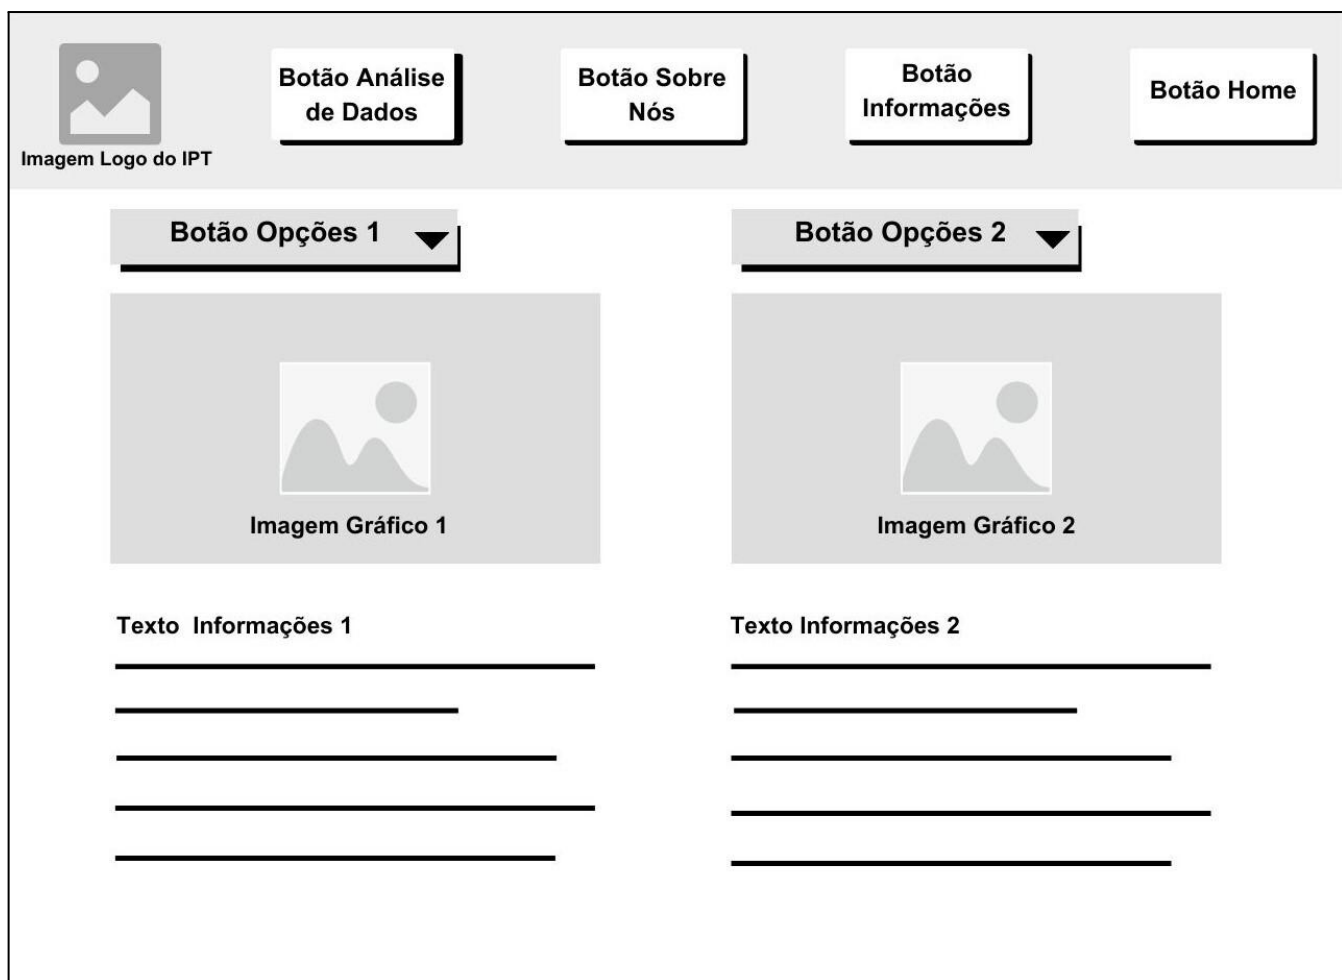 Botão Análise
de Dados
Botão Sobre
Nós
Botão
Informações
Botão Home
Imagem Logo do IPT
Botão Opções 1
Botão Opções 2
Imagem Gráfico 1
Imagem Gráfico 2
Texto Informações 1
Texto Informações 2